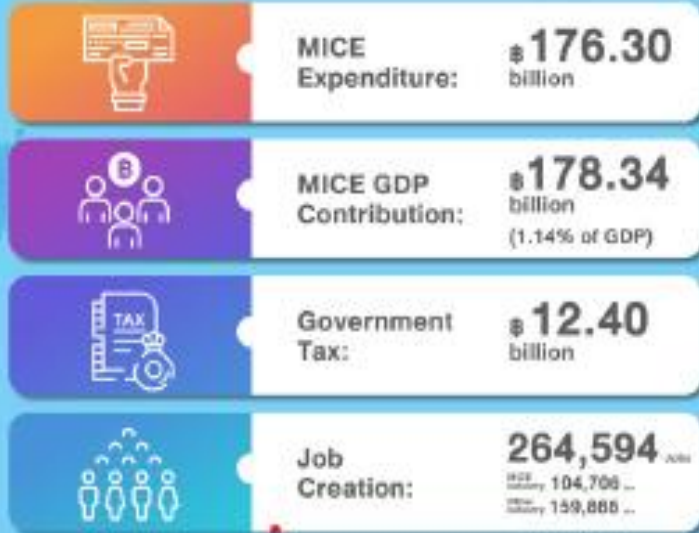 MICE
Expenditure:
฿176.30
billion
MICE GDP
Contribution:
฿178.34
billion
(1.14% of GDP)
TAX
Government
Tax:
฿12.40
billion
Job
Creation:
264,594
104,706
159,888